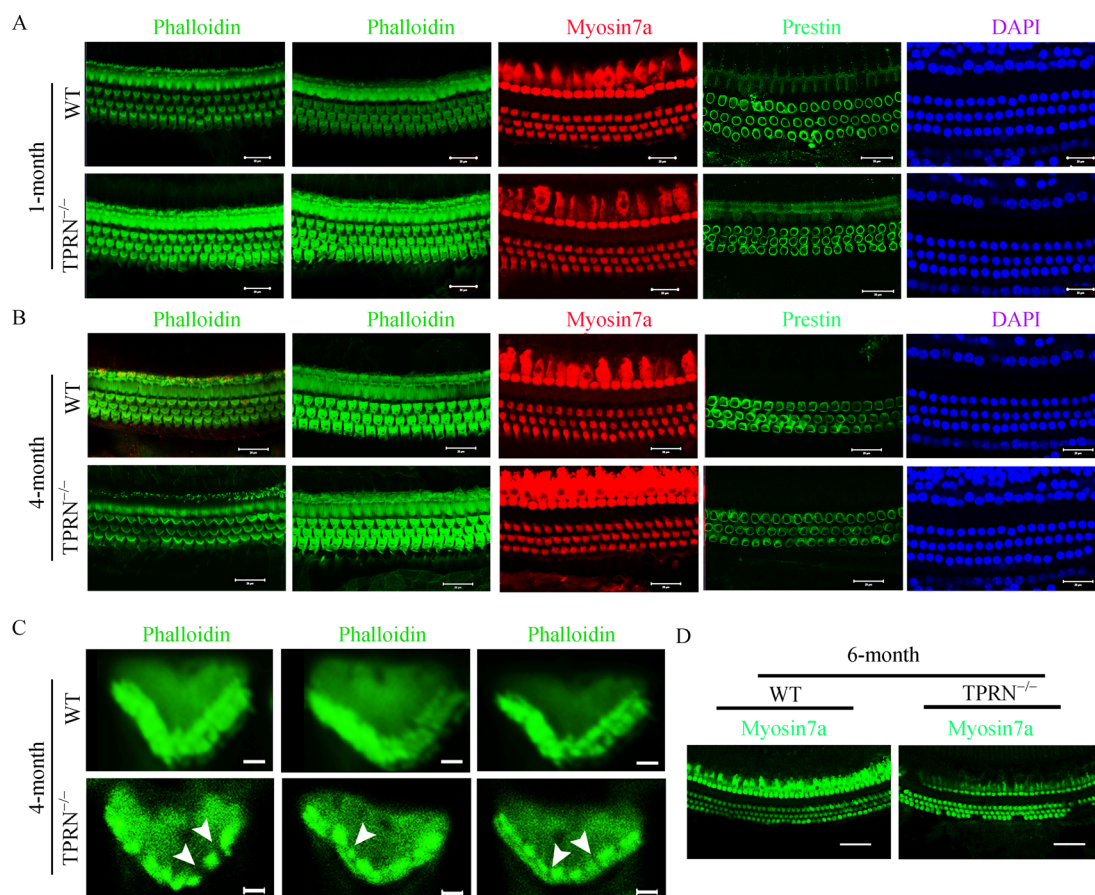 A
Phalloidin Phalloidin Myosin7a Prestin DAPI
1-month
WT
TPRN−/−
B
Phalloidin Phalloidin Myosin7a Prestin DAPI
4-month
WT
TPRN−/−
C
Phalloidin Phalloidin Phalloidin
4-month
WT
TPRN−/−
D
6-month
WT TPRN−/−
Myosin7a Myosin7a